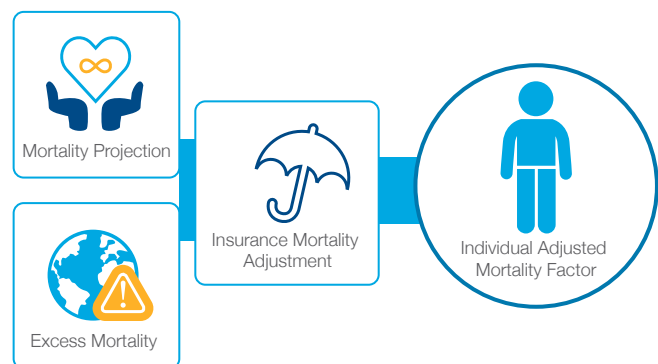 Mortality Projection
Insurance Mortality
Adjustment
Individual Adjusted
Mortality Factor
Excess Mortality